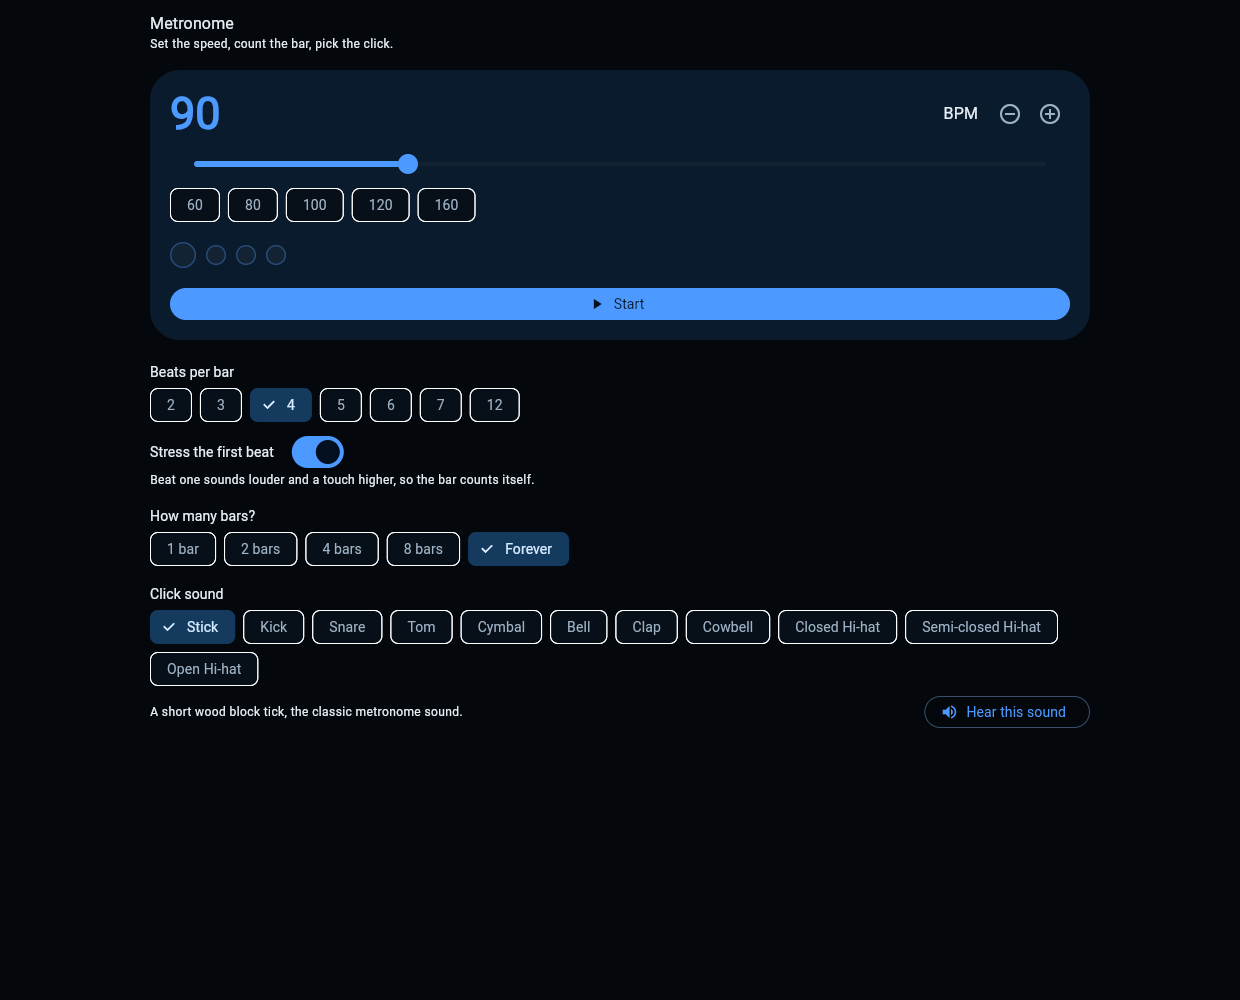 Metronome
Set the speed, count the bar, pick the click.
90 BPM
60 80 100 120 160
Start
Beats per bar
2 3 4 5 6 7 12
Stress the first beat
Beat one sounds louder and a touch higher, so the bar counts itself.
How many bars?
1 bar 2 bars 4 bars 8 bars Forever
Click sound
Stick Kick Snare Tom Cymbal Bell Clap Cowbell Closed Hi-hat Semi-closed Hi-hat
Open Hi-hat
A short wood block tick, the classic metronome sound. Hear this sound